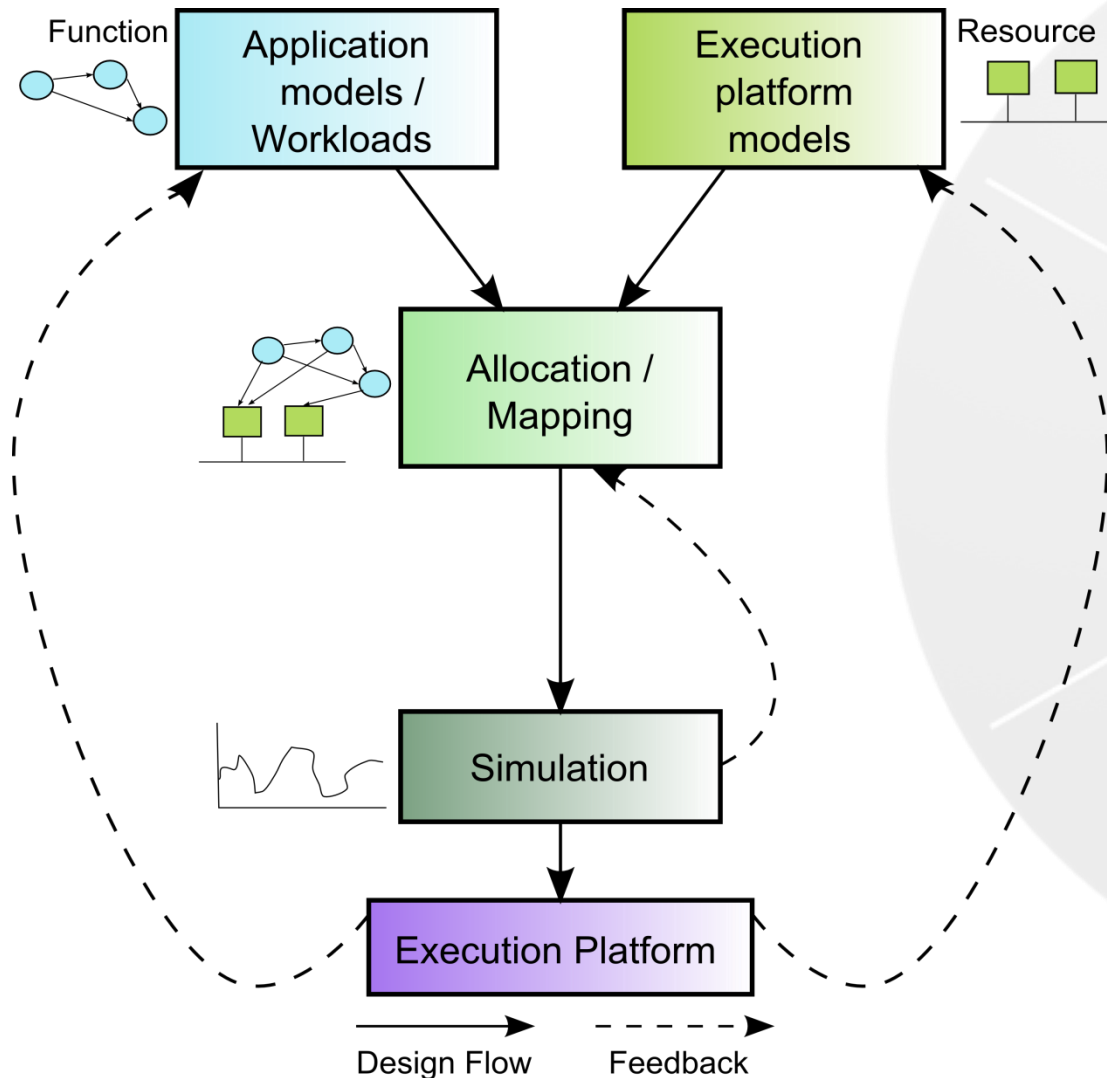 Function
Application
models /
Workloads
Execution
platform
models
Resource
Allocation /
Mapping
Simulation
Execution Platform
Design Flow
Feedback